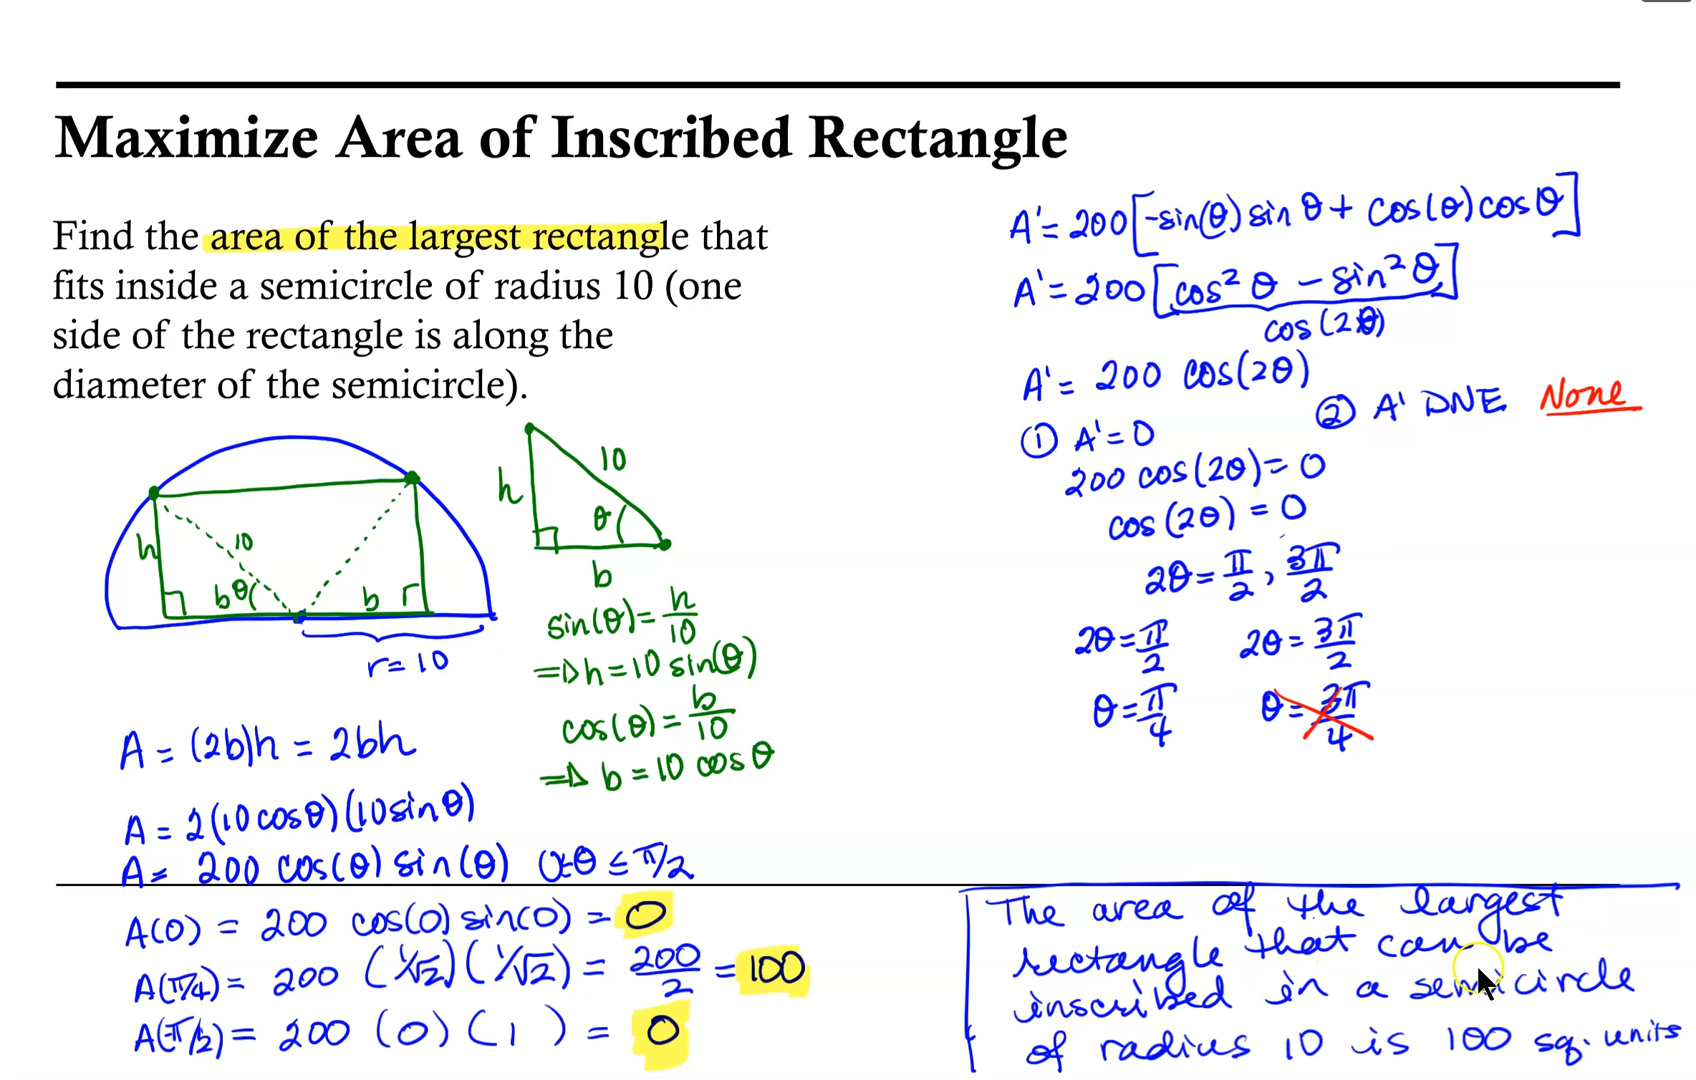 Maximize Area of Inscribed Rectangle
Find the area of the largest rectangle that
fits inside a semicircle of radius 10 (one
side of the rectangle is along the
diameter of the semicircle).
h
10
bθ
b
r = 10
h
10
θ
b
sin(θ) = h/10
⇒ h = 10 sin(θ)
cos(θ) = b/10
⇒ b = 10 cos θ
A = (2b)h = 2bh
A = 2(10cosθ)(10sinθ)
A = 200 cos(θ) sin(θ) 0≤θ ≤ π/2
A(0) = 200 cos(0) sin(0) = 0
A(π/4) = 200 (1/√2)(1/√2) = 200/2 = 100
A(π/2) = 200 (0)(1) = 0
A' = 200[-sin(θ) sin θ + cos(θ) cos θ]
A' = 200[cos² θ - sin² θ]
cos(2θ)
A' = 200 cos(2θ)
① A' = 0
② A' DNE None
200 cos(2θ) = 0
cos(2θ) = 0
2θ = π/2, 3π/2
2θ = π/2 2θ = 3π/2
θ = π/4 θ = 3π/4
The area of the largest
rectangle that can be
inscribed in a semicircle
of radius 10 is 100 sq. units